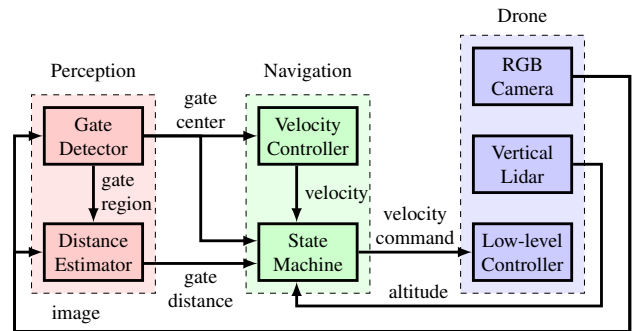 Drone
Perception
Navigation
RGB
Camera
gate
center
Gate
Detector
Velocity
Controller
Vertical
Lidar
gate
region
velocity
velocity
command
Distance
Estimator
State
Machine
Low-level
Controller
gate
distance
altitude
image